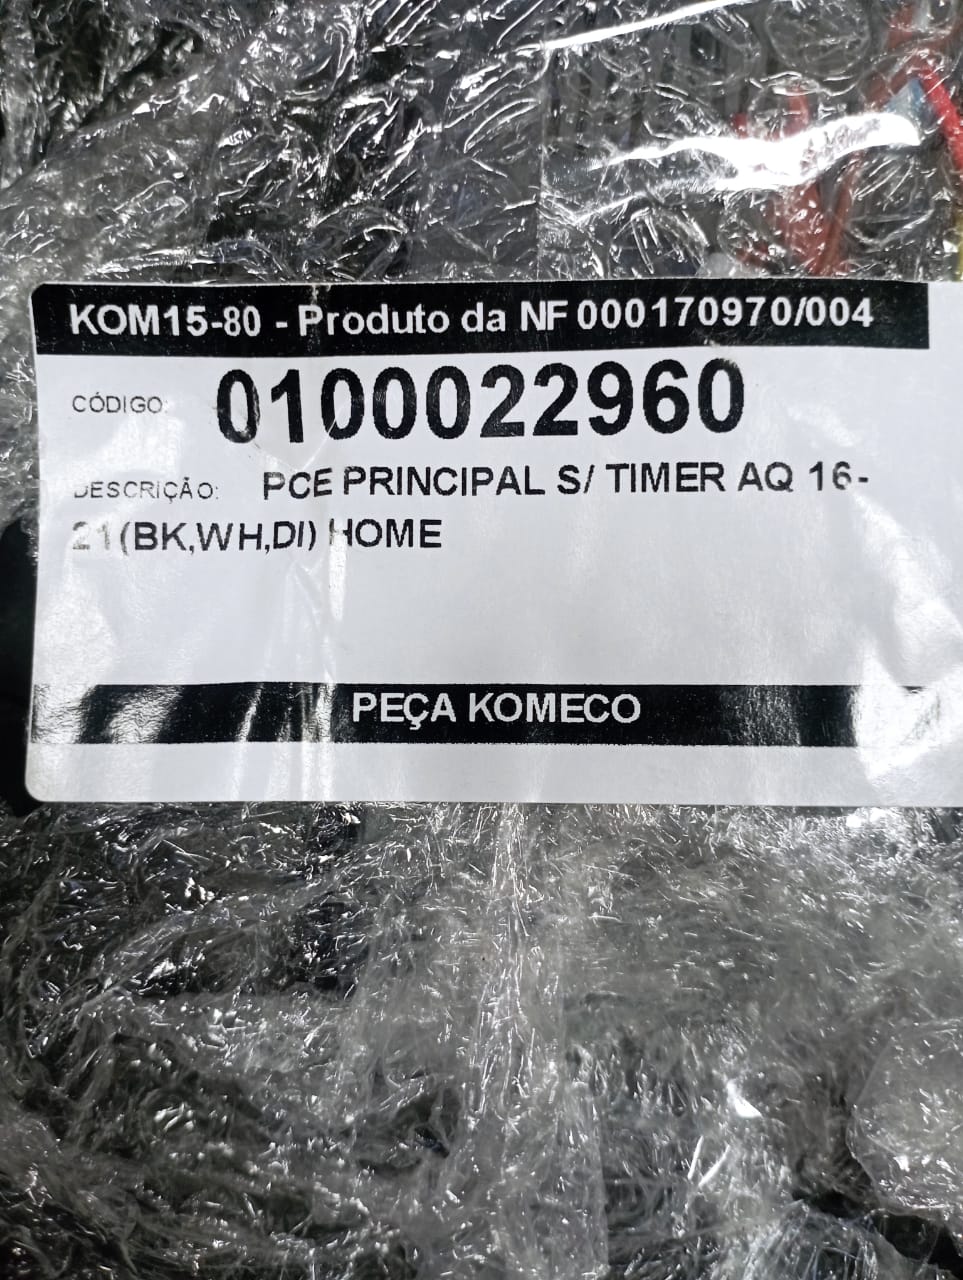 KOM15-80 - Produto da NF 000170970/004
CÓDIGO: 0100022960
DESCRIÇÃO: PCE PRINCIPAL S/ TIMER AQ 16-
21(BK,WH,DI) HOME
PEÇA KOMECO